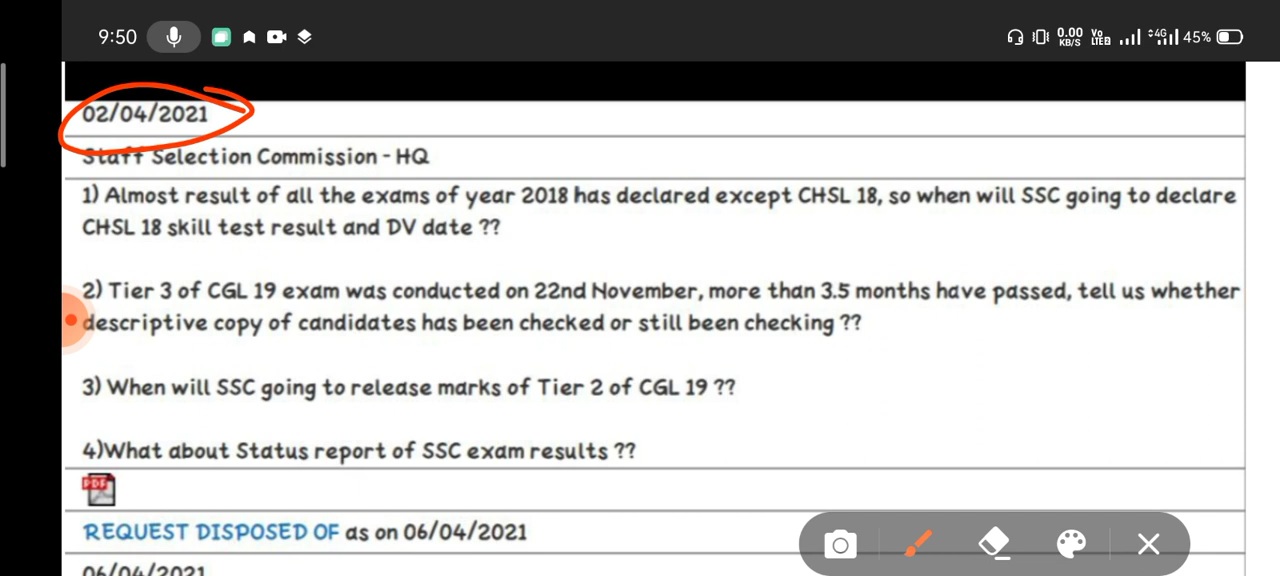 9:50
0.00
KB/S
Vo
LTE2
4G
45%
02/04/2021
Staff Selection Commission - HQ
1) Almost result of all the exams of year 2018 has declared except CHSL 18, so when will SSC going to declare
CHSL 18 skill test result and DV date ??
2) Tier 3 of CGL 19 exam was conducted on 22nd November, more than 3.5 months have passed, tell us whether
descriptive copy of candidates has been checked or still been checking ??
3) When will SSC going to release marks of Tier 2 of CGL 19 ??
4)What about Status report of SSC exam results ??
PDF
REQUEST DISPOSED OF as on 06/04/2021
06/04/2021